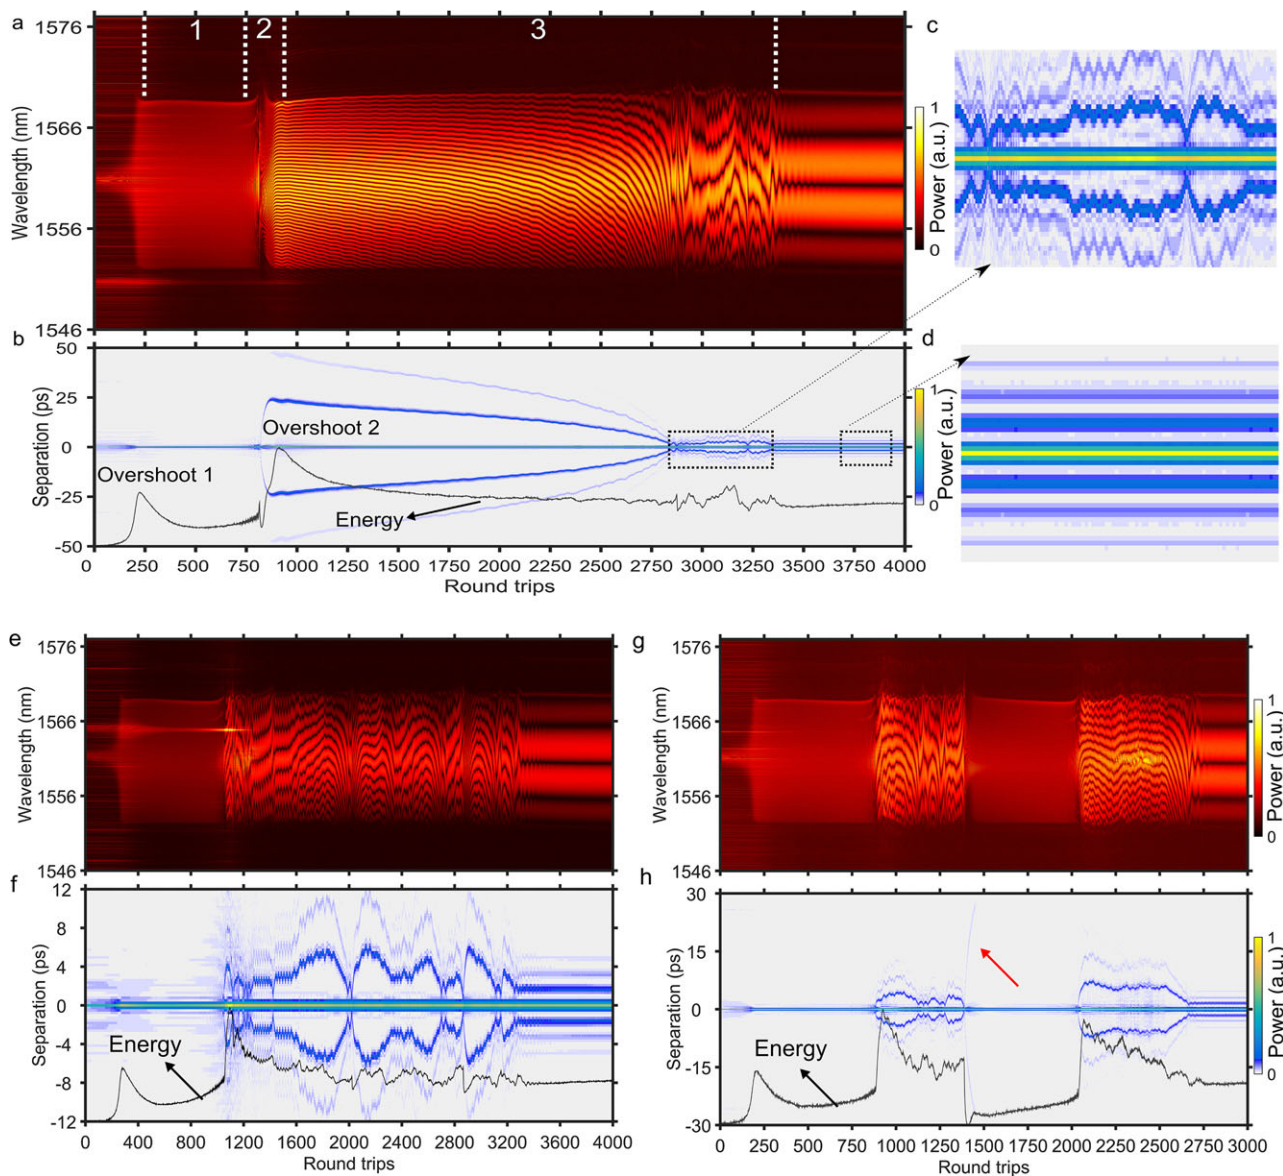 a
1
2
3
c
1576
1566
1556
1546
Wavelength (nm)
1
0
Power (a.u.)
b
50
25
0
-25
-50
Separation (ps)
Overshoot 1
Overshoot 2
Energy
1
0
Power (a.u.)
d
0 250 500 750 1000 1250 1500 1750 2000 2250 2500 2750 3000 3250 3500 3750 4000
Round trips
e
1576
1566
1556
1546
Wavelength (nm)
g
1576
1566
1556
1546
Wavelength (nm)
1
0
Power (a.u.)
f
12
8
4
0
-4
-8
-12
Separation (ps)
Energy
0 400 800 1200 1600 2000 2400 2800 3200 3600 4000
Round trips
h
30
15
0
-15
-30
Separation (ps)
Energy
1
0
Power (a.u.)
0 250 500 750 1000 1250 1500 1750 2000 2250 2500 2750 3000
Round trips